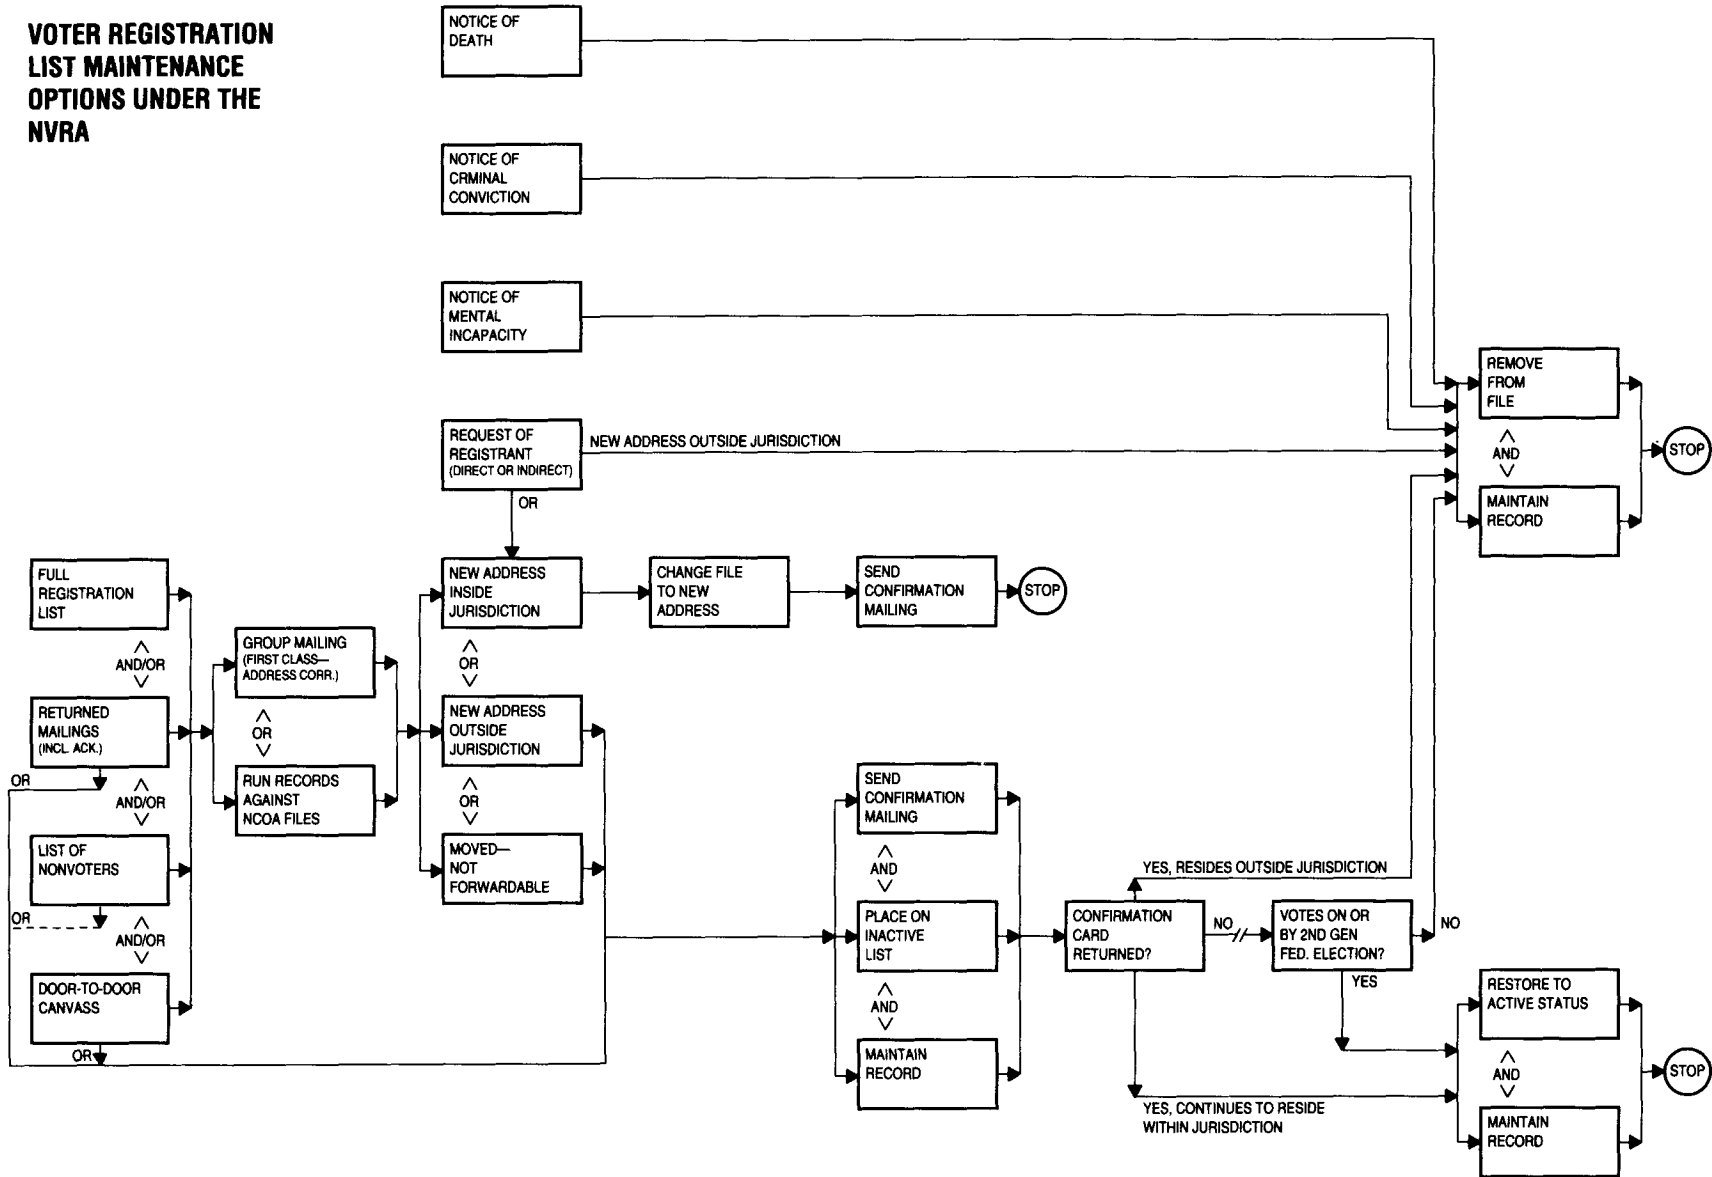 VOTER REGISTRATION
LIST MAINTENANCE
OPTIONS UNDER THE
NVRA
NOTICE OF
DEATH
NOTICE OF
CRMINAL
CONVICTION
NOTICE OF
MENTAL
INCAPACITY
REQUEST OF
REGISTRANT
(DIRECT OR INDIRECT)
NEW ADDRESS OUTSIDE JURISDICTION
OR
REMOVE
FROM
FILE
AND
MAINTAIN
RECORD
STOP
FULL
REGISTRATION
LIST
AND/OR
RETURNED
MAILINGS
(INCL. ACK.)
OR
AND/OR
LIST OF
NONVOTERS
OR
AND/OR
DOOR-TO-DOOR
CANVASS
OR
GROUP MAILING
(FIRST CLASS—
ADDRESS CORR.)
OR
RUN RECORDS
AGAINST
NCOA FILES
NEW ADDRESS
INSIDE
JURISDICTION
OR
NEW ADDRESS
OUTSIDE
JURISDICTION
OR
MOVED—
NOT
FORWARDABLE
CHANGE FILE
TO NEW
ADDRESS
SEND
CONFIRMATION
MAILING
STOP
SEND
CONFIRMATION
MAILING
AND
PLACE ON
INACTIVE
LIST
AND
MAINTAIN
RECORD
YES, RESIDES OUTSIDE JURISDICTION
CONFIRMATION
CARD
RETURNED?
NO
VOTES ON OR
BY 2ND GEN
FED. ELECTION?
NO
YES
YES, CONTINUES TO RESIDE
WITHIN JURISDICTION
RESTORE TO
ACTIVE STATUS
AND
MAINTAIN
RECORD
STOP